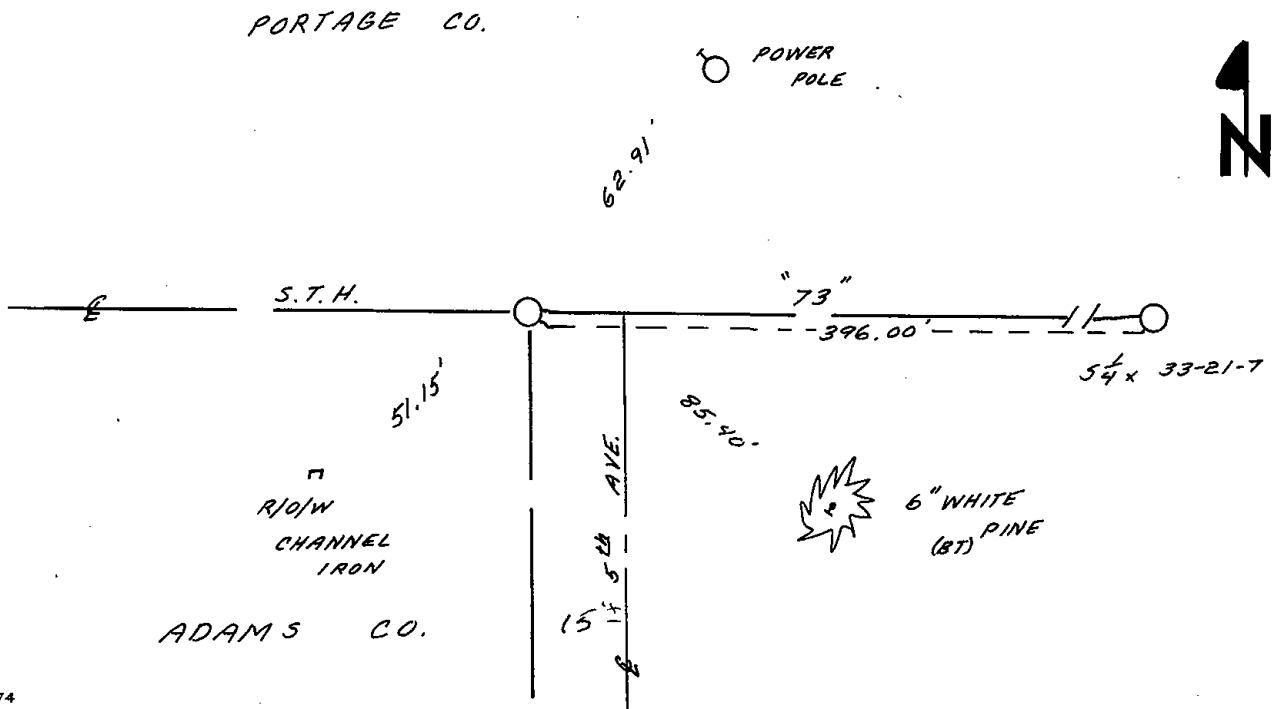 PORTAGE CO.
POWER
POLE
N
62.91'
S.T.H.
"73"
℄
396.00'
S¼x 33-21-7
51.15'
85.40'
AVE.
R/O/W
CHANNEL
IRON
6" WHITE
PINE
(BT)
5th
15'±
ADAMS CO.
℄
74